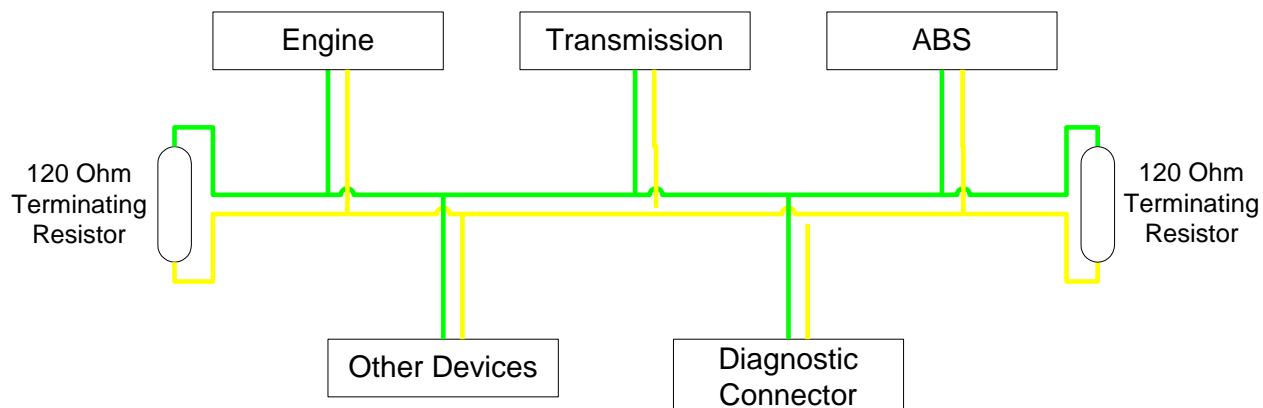 Engine
Transmission
ABS
120 Ohm
Terminating
Resistor
120 Ohm
Terminating
Resistor
Other Devices
Diagnostic
Connector